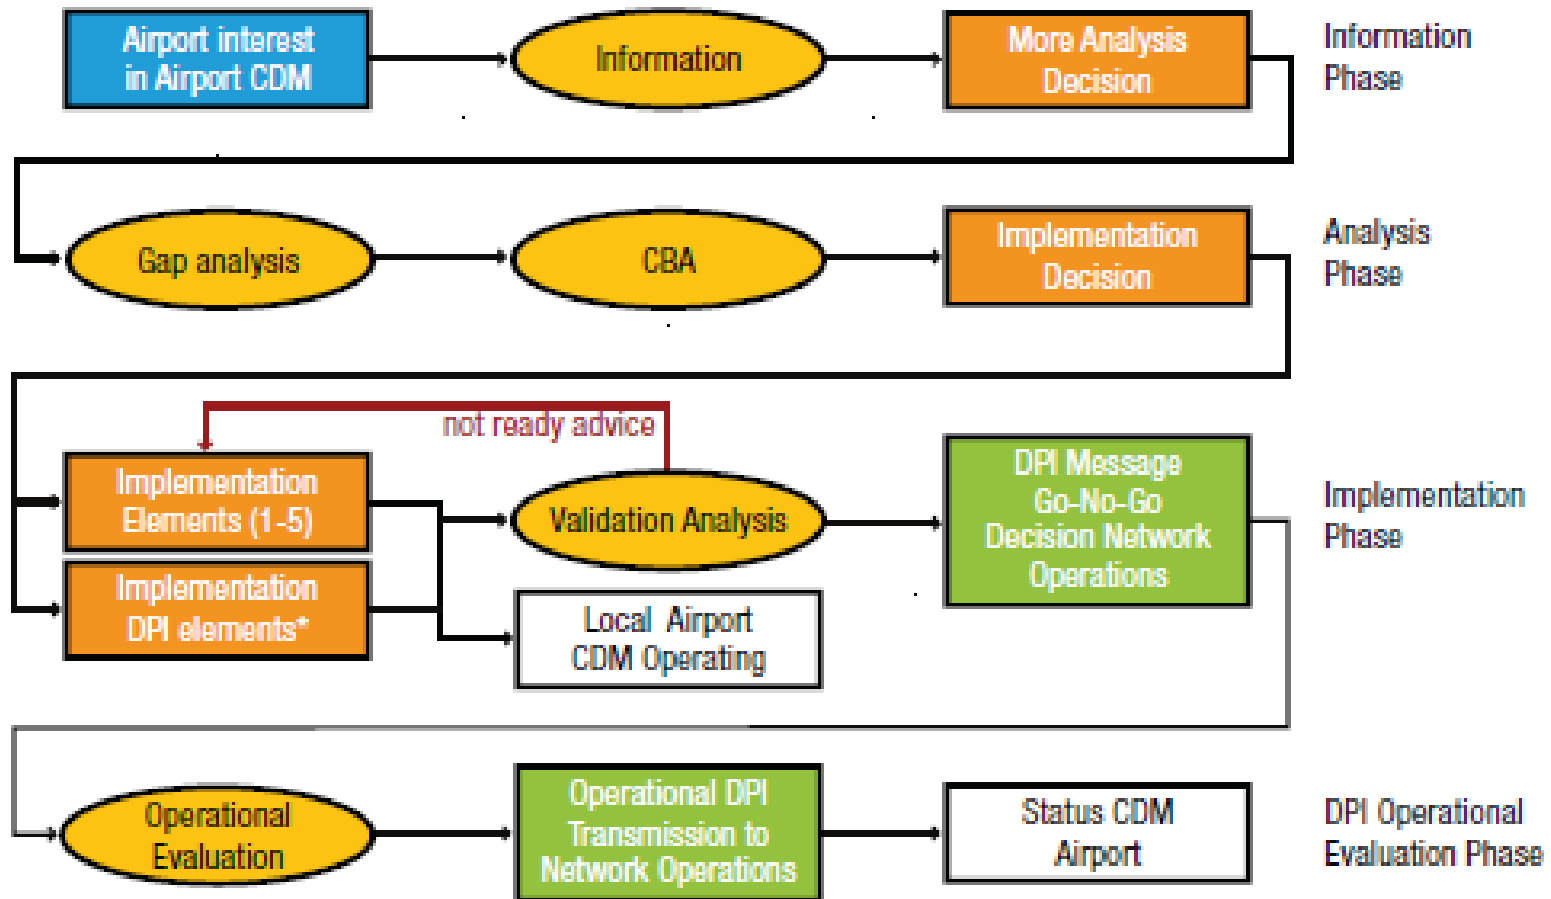 Airport interest
in Airport CDM
Information
More Analysis
Decision
Information
Phase
Gap analysis
CBA
Implementation
Decision
Analysis
Phase
not ready advice
Implementation
Elements (1-5)
Implementation
DPI elements*
Validation Analysis
Local Airport
CDM Operating
DPI Message
Go-No-Go
Decision Network
Operations
Implementation
Phase
Operational
Evaluation
Operational DPI
Transmission to
Network Operations
Status CDM
Airport
DPI Operational
Evaluation Phase